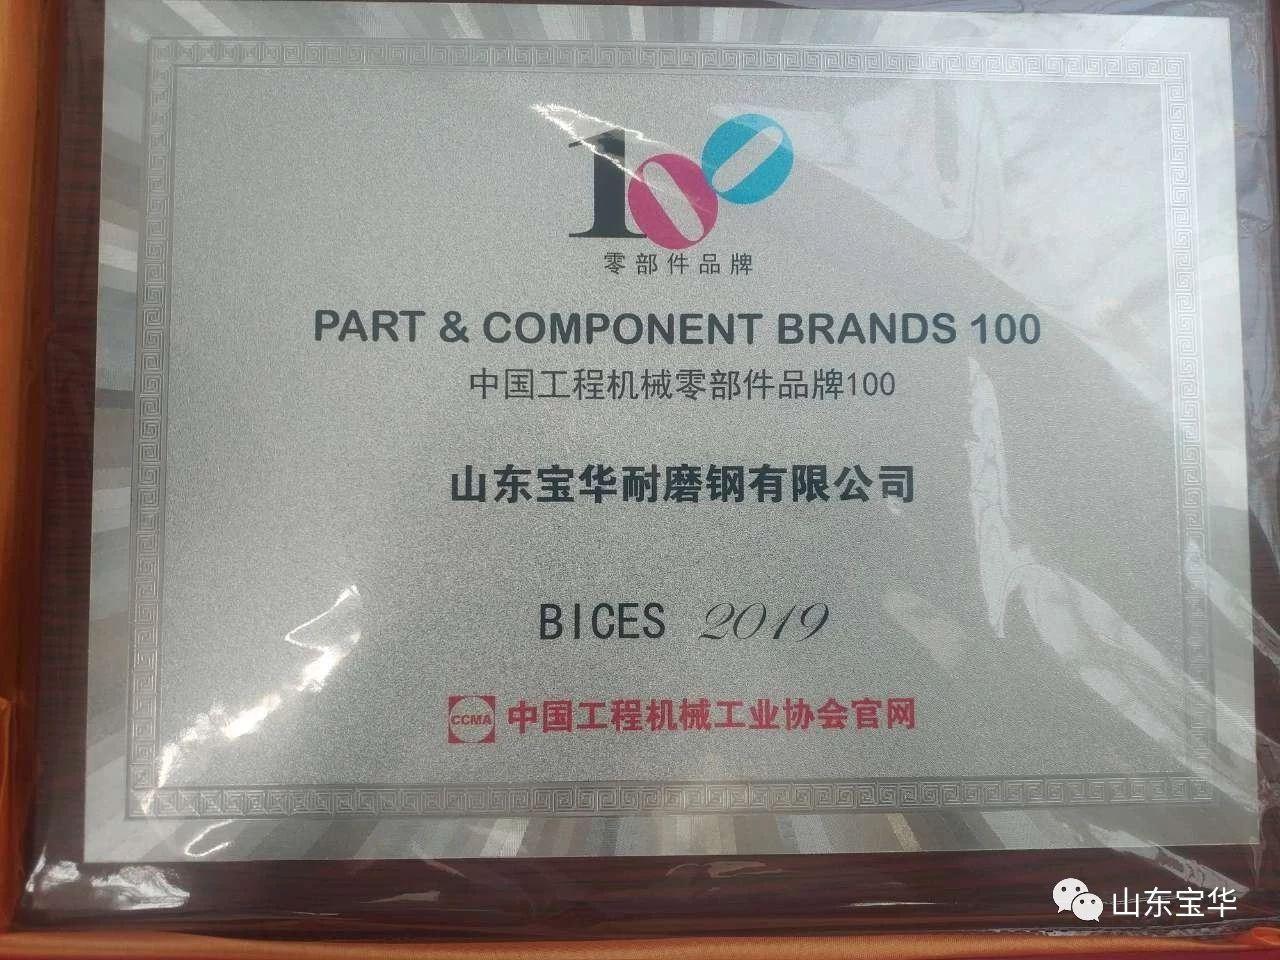 100
零部件品牌
PART & COMPONENT BRANDS 100
中国工程机械零部件品牌100
山东宝华耐磨钢有限公司
BICES 2019
CCMA 中国工程机械工业协会官网
山东宝华